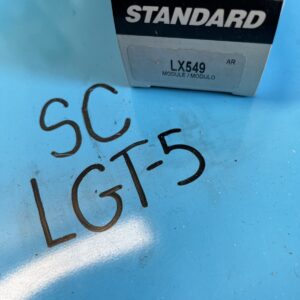 STANDARD
LX549
AR
MODULE / MODULO
SC
LGT-5